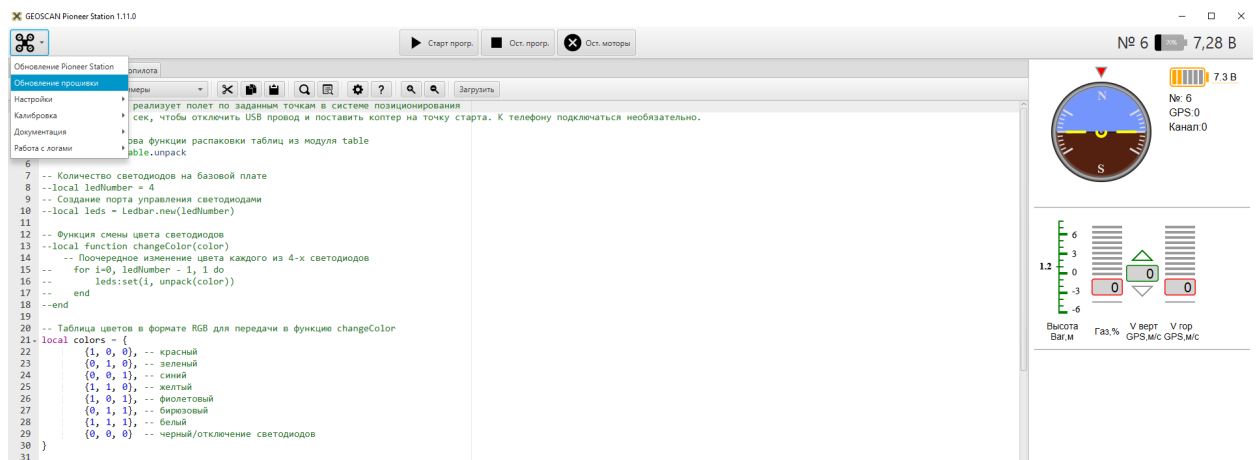 GEOSCAN Pioneer Station 1.11.0
Старт прогр. Ост. прогр. Ост. моторы
№ 6 20% 7,28 В
Обновление Pioneer Station
Обновление прошивки
Настройки
Калибровка
Документация
Работа с логами
опилота
имеры
? Загрузить
реализует полет по заданным точкам в системе позиционирования
сек, чтобы отключить USB провод и поставить коптер на точку старта. К телефону подключаться необязательно.
ова функции распаковки таблиц из модуля table
able.unpack
6
7 -- Количество светодиодов на базовой плате
8 --local ledNumber = 4
9 -- Создание порта управления светодиодами
10 --local leds = Ledbar.new(ledNumber)
11
12 -- Функция смены цвета светодиодов
13 --local function changeColor(color)
14 -- Поочередное изменение цвета каждого из 4-х светодиодов
15 -- for i=0, ledNumber - 1, 1 do
16 -- leds:set(i, unpack(color))
17 -- end
18 --end
19
20 -- Таблица цветов в формате RGB для передачи в функцию changeColor
21 local colors = {
22 {1, 0, 0}, -- красный
23 {0, 1, 0}, -- зеленый
24 {0, 0, 1}, -- синий
25 {1, 1, 0}, -- желтый
26 {1, 0, 1}, -- фиолетовый
27 {0, 1, 1}, -- бирюзовый
28 {1, 1, 1}, -- белый
29 {0, 0, 0} -- черный/отключение светодиодов
30 }
31
N
S
7.3 В
№: 6
GPS:0
Канал:0
6
3
1.2 0 0
-3 0 0
-6
Высота Bar,м
Газ,%
V верт GPS,м/с
V гор GPS,м/с